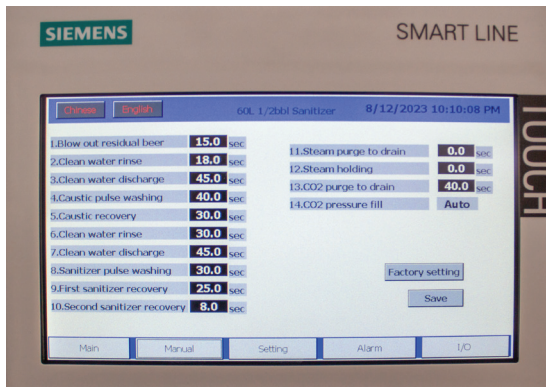 SIEMENS
SMART LINE
TOUCH
Chinese English 60L 1/2bbl Sanitizer 8/12/2023 10:10:08 PM
1.Blow out residual beer 15.0 sec
2.Clean water rinse 18.0 sec
3.Clean water discharge 45.0 sec
4.Caustic pulse washing 40.0 sec
5.Caustic recovery 30.0 sec
6.Clean water rinse 30.0 sec
7.Clean water discharge 45.0 sec
8.Sanitizer pulse washing 30.0 sec
9.First sanitizer recovery 25.0 sec
10.Second sanitizer recovery 8.0 sec
11.Steam purge to drain 0.0 sec
12.Steam holding 0.0 sec
13.CO2 purge to drain 40.0 sec
14.CO2 pressure fill Auto
Factory setting
Save
Main Manual Setting Alarm I/O